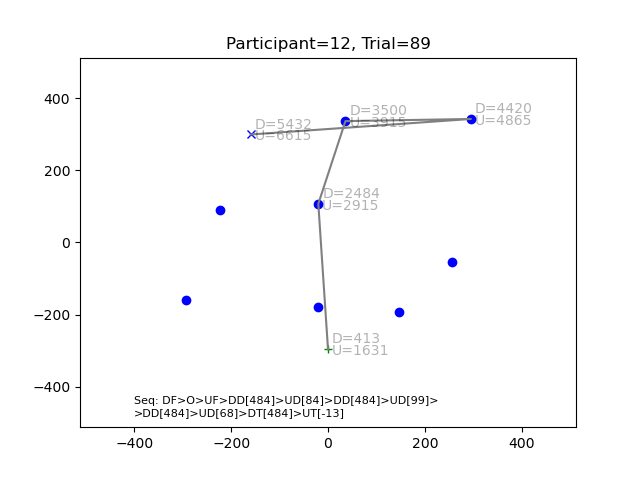 Participant=12, Trial=89
D=3500
U=3915
D=4420
U=4865
D=5432
U=6615
D=2484
U=2915
D=413
U=1631
400
200
0
−200
−400
−400
−200
0
200
400
Seq: DF>O>UF>DD[484]>UD[84]>DD[484]>UD[99]>
>DD[484]>UD[68]>DT[484]>UT[-13]